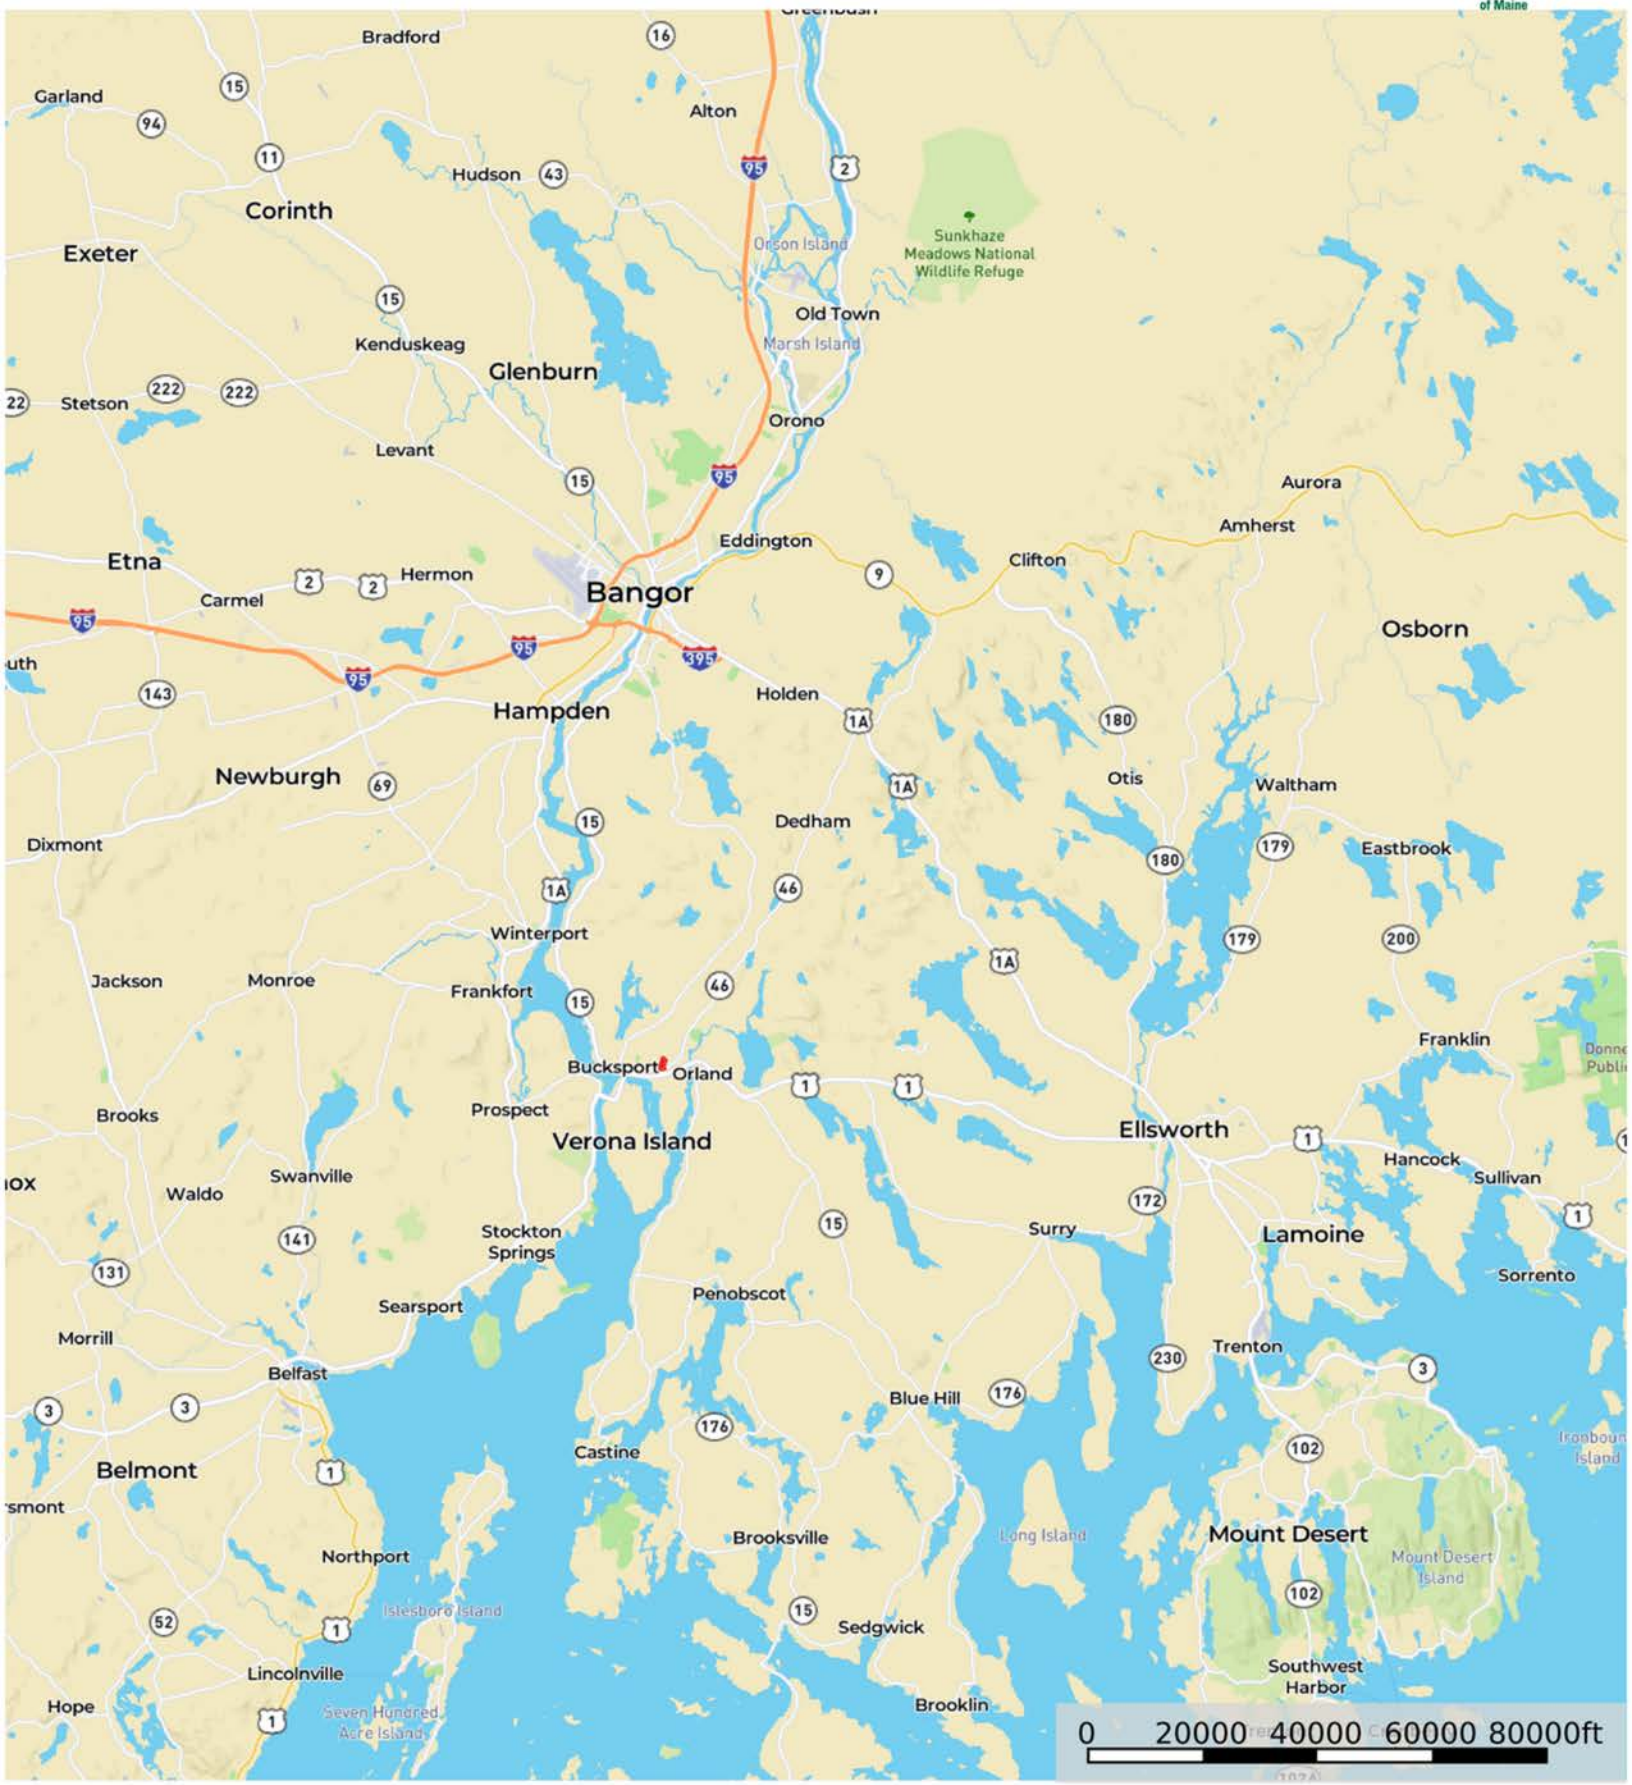 of Maine
Bradford
16
15
Garland
94
Alton
11
95
2
Hudson
43
Corinth
Exeter
Orson Island
Sunkhaze
Meadows National
Wildlife Refuge
15
Old Town
Kenduskeag
Marsh Island
Glenburn
222
222
22
Stetson
Orono
Levant
95
15
Aurora
Amherst
Eddington
Etna
Clifton
9
2
2
Hermon
Bangor
Carmel
95
Osborn
95
395
uth
95
143
Holden
Hampden
1A
180
Newburgh
69
1A
Otis
Waltham
15
Dedham
Dixmont
179
Eastbrook
180
1A
46
Winterport
179
200
1A
Jackson
Monroe
46
Frankfort
15
Franklin
Bucksport
Orland
1
1
Prospect
Brooks
Ellsworth
1
Verona Island
Hancock
Swanville
Sullivan
Waldo
172
1
15
Stockton
Springs
Surry
Lamoine
141
131
Sorrento
Penobscot
Searsport
Morrill
Trenton
230
3
Belfast
176
Blue Hill
3
3
176
Castine
102
Island
Belmont
1
smont
Long Island
Mount Desert
Brooksville
Northport
Mount Desert
Island
102
Islesboro Island
15
52
1
Sedgwick
Lincolnville
Southwest
Harbor
Hope
Brooklin
Seven Hundred
Acre Island
1
0 20000 40000 60000 80000ft